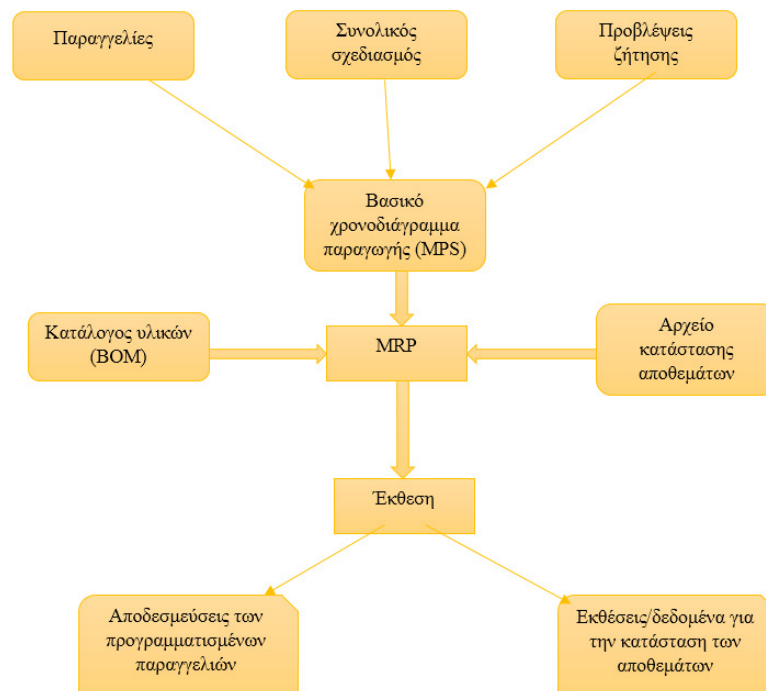 Παραγγελίες
Συνολικός
σχεδιασμός
Προβλέψεις
ζήτησης
Βασικό
χρονοδιάγραμμα
παραγωγής (MPS)
Κατάλογος υλικών
(BOM)
MRP
Αρχείο
κατάστασης
αποθεμάτων
Έκθεση
Αποδεσμεύσεις των
προγραμματισμένων
παραγγελιών
Εκθέσεις/δεδομένα για
την κατάσταση των
αποθεμάτων